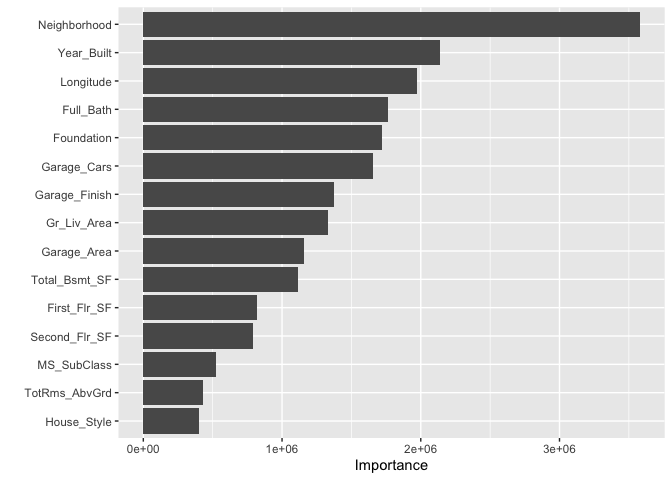 Neighborhood
Year_Built
Longitude
Full_Bath
Foundation
Garage_Cars
Garage_Finish
Gr_Liv_Area
Garage_Area
Total_Bsmt_SF
First_Flr_SF
Second_Flr_SF
MS_SubClass
TotRms_AbvGrd
House_Style
0e+00 1e+06 2e+06 3e+06
Importance